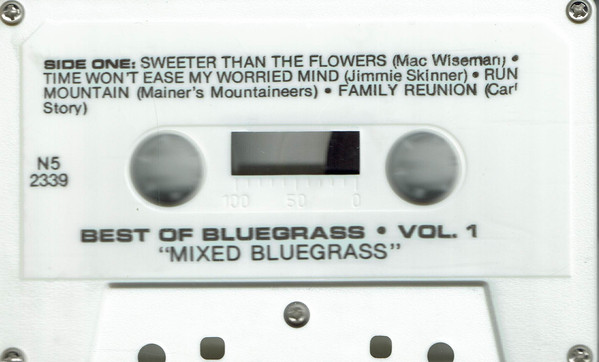 SIDE ONE: SWEETER THAN THE FLOWERS (Mac Wiseman) •
TIME WON'T EASE MY WORRIED MIND (Jimmie Skinner) • RUN
MOUNTAIN (Mainer's Mountaineers) • FAMILY REUNION (Carl
Story)
N5
2339
100 50 0
BEST OF BLUEGRASS • VOL. 1
"MIXED BLUEGRASS"